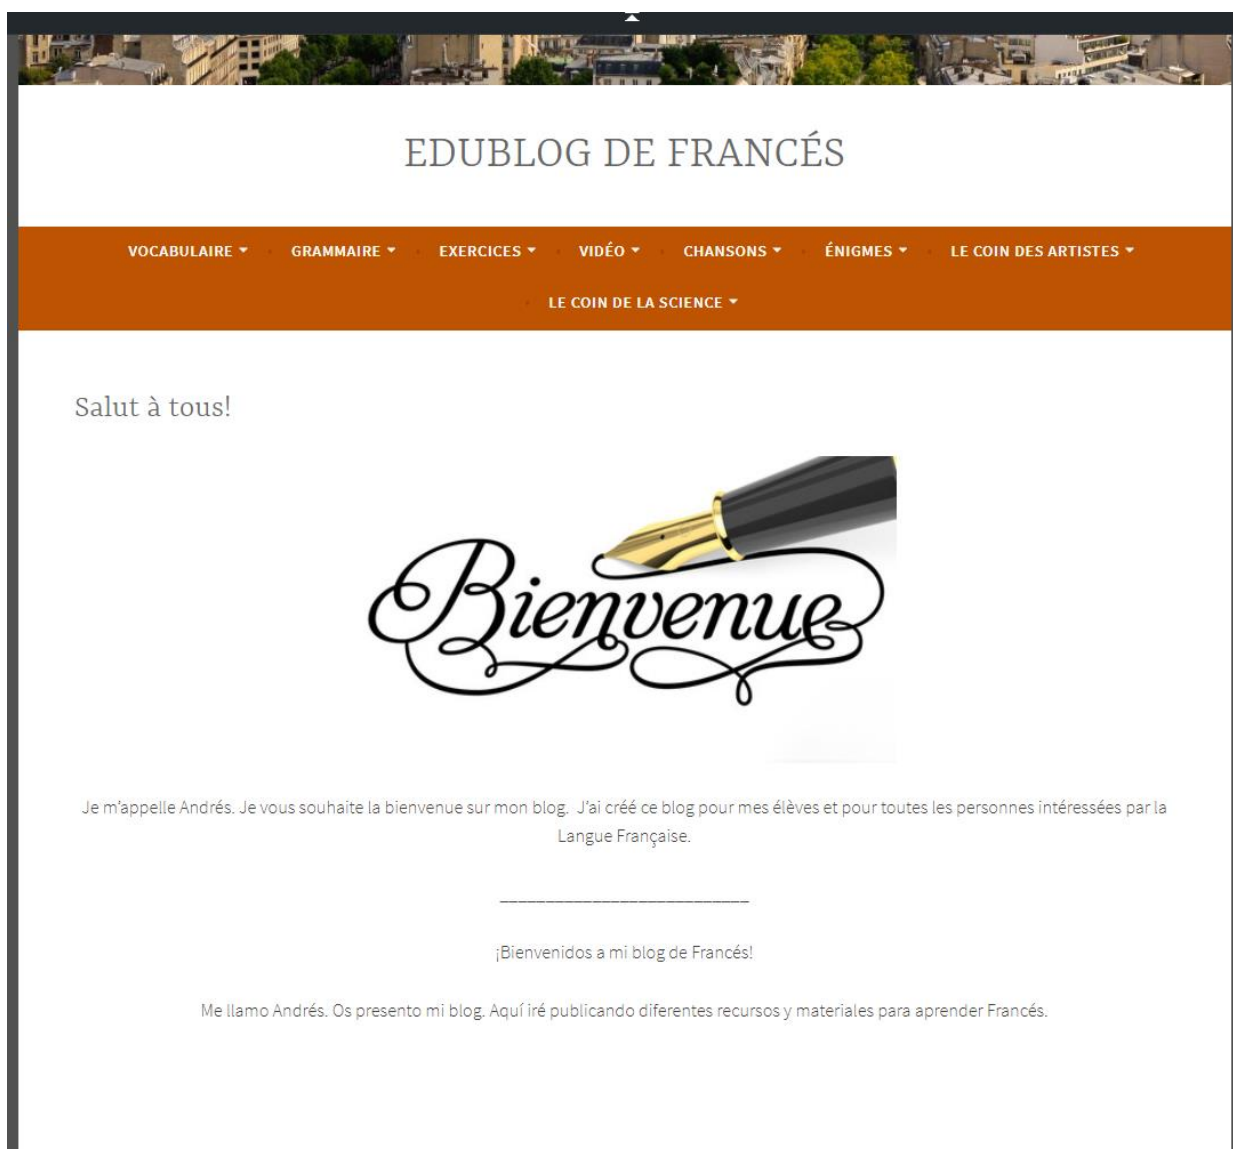 EDUBLOG DE FRANCÉS
VOCABULAIRE GRAMMAIRE EXERCICES VIDÉO CHANSONS ÉNIGMES LE COIN DES ARTISTES
LE COIN DE LA SCIENCE
Salut à tous!
Bienvenue
Je m'appelle Andrés. Je vous souhaite la bienvenue sur mon blog.  J'ai créé ce blog pour mes élèves et pour toutes les personnes intéressées par la
Langue Française.
___________________________
¡Bienvenidos a mi blog de Francés!
Me llamo Andrés. Os presento mi blog. Aquí iré publicando diferentes recursos y materiales para aprender Francés.